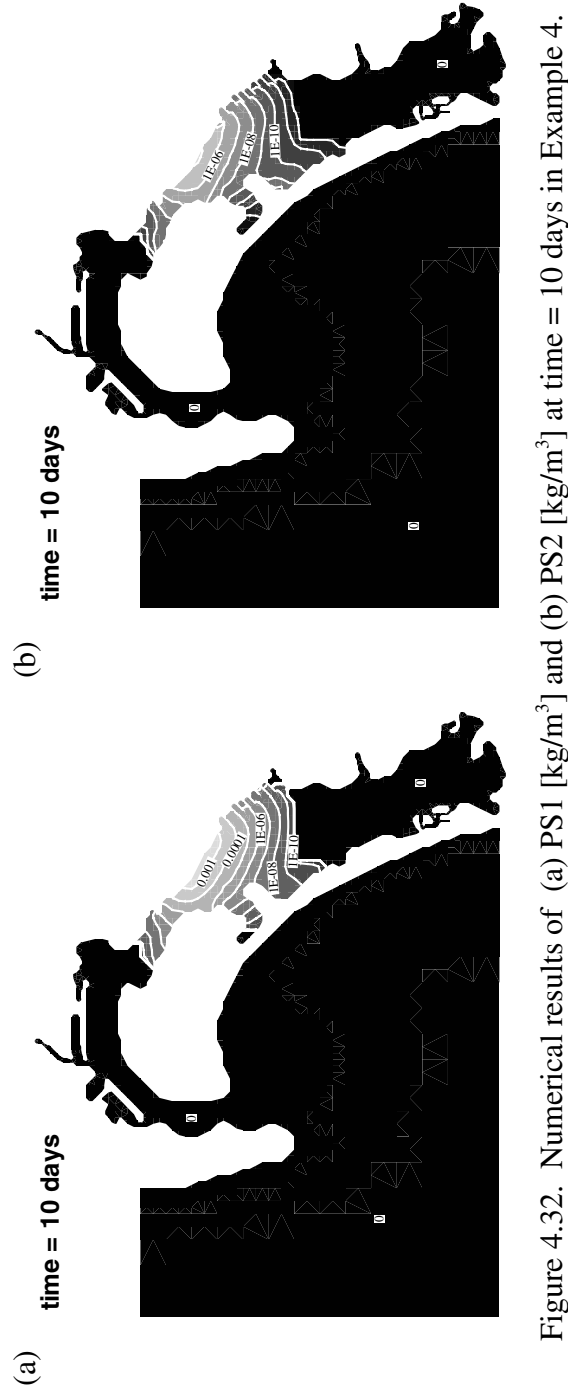 (a)
time = 10 days
0.001
0.0001
1E-06
1E-08
1E-10
0
0
0
(b)
time = 10 days
1E-06
1E-08
1E-10
0
0
0
Figure 4.32. Numerical results of (a) PS1 [kg/m³] and (b) PS2 [kg/m³] at time = 10 days in Example 4.